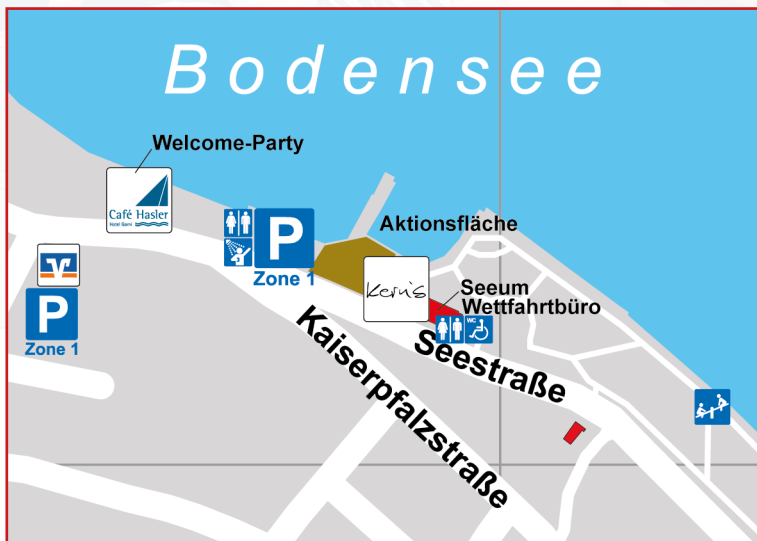 Bodensee
Welcome-Party
Café Hasler
Hotel Garni
Aktionsfläche
P
Zone 1
Kern's
Seeum
Wettfahrtbüro
WC
P
Zone 1
Seestraße
Kaiserpfalzstraße